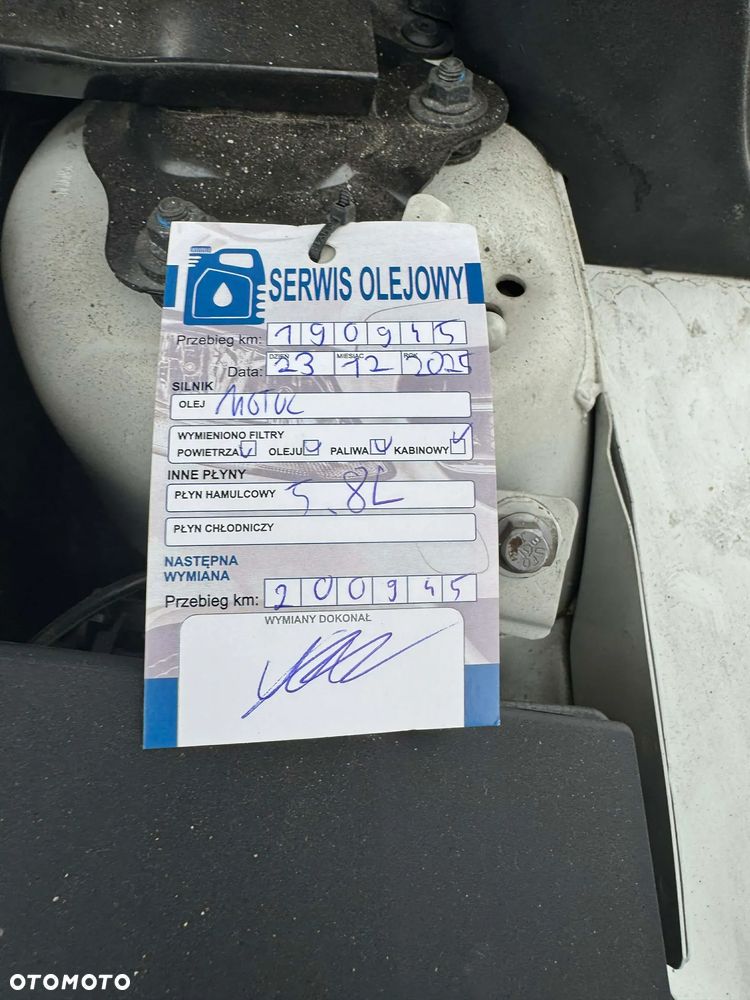 SERWIS OLEJOWY
Przebieg km: 190945
DZIEŃ MIESIĄC ROK
Data: 23 12 2025
SILNIK
OLEJ MOTUL
WYMIENIONO FILTRY
POWIETRZA OLEJU PALIWA KABINOWY
INNE PŁYNY
PŁYN HAMULCOWY 5.8L
PŁYN CHŁODNICZY
NASTĘPNA
WYMIANA
Przebieg km: 200945
WYMIANY DOKONAŁ
OTOMOTO